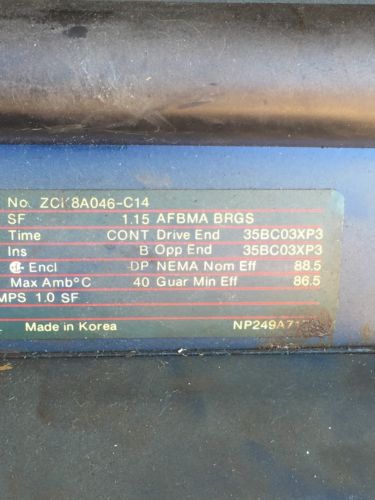 No. ZCK8A046-C14
SF 1.15 AFBMA BRGS
Time CONT Drive End 35BC03XP3
Ins B Opp End 35BC03XP3
Encl DP NEMA Nom Eff 88.5
Max Amb°C 40 Guar Min Eff 86.5
MPS 1.0 SF
Made in Korea